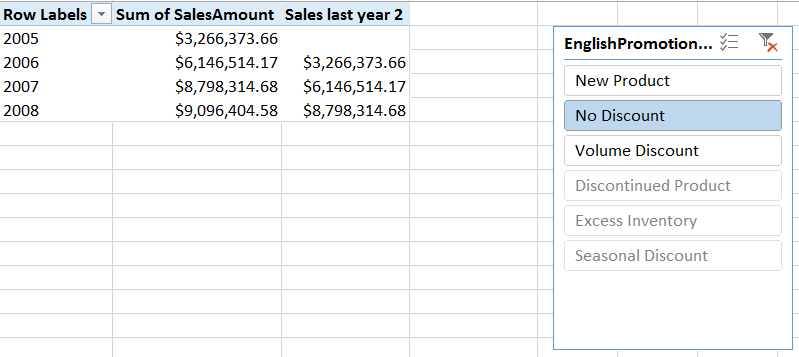 Row Labels Sum of SalesAmount Sales last year 2
2005 $3,266,373.66
2006 $6,146,514.17 $3,266,373.66
2007 $8,798,314.68 $6,146,514.17
2008 $9,096,404.58 $8,798,314.68
EnglishPromotion...
New Product
No Discount
Volume Discount
Discontinued Product
Excess Inventory
Seasonal Discount